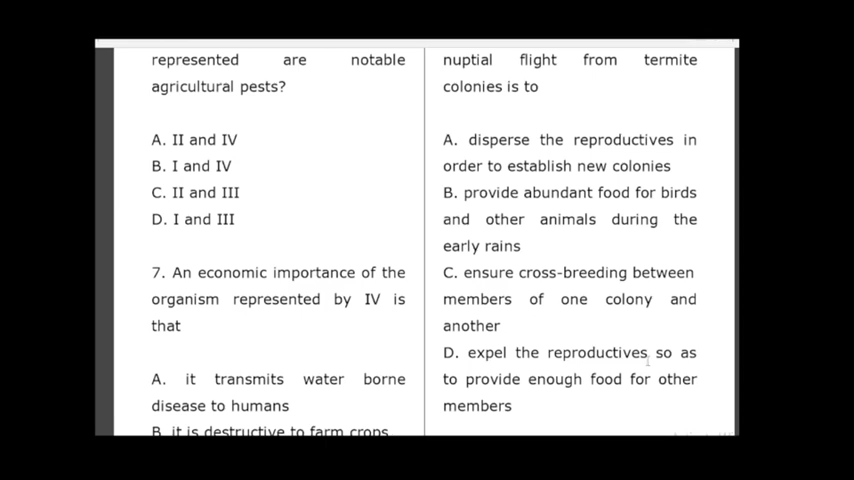 represented are notable
agricultural pests?
A. II and IV
B. I and IV
C. II and III
D. I and III
7. An economic importance of the
organism represented by IV is
that
A. it transmits water borne
disease to humans
B. it is destructive to farm crops
nuptial flight from termite
colonies is to
A. disperse the reproductives in
order to establish new colonies
B. provide abundant food for birds
and other animals during the
early rains
C. ensure cross-breeding between
members of one colony and
another
D. expel the reproductives so as
to provide enough food for other
members